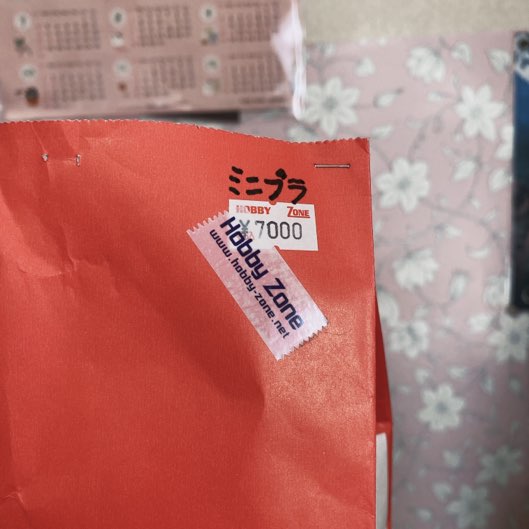 ミニプラ
HOBBY ZONE
¥7000
Hobby Zone
www.hobby-zone.net